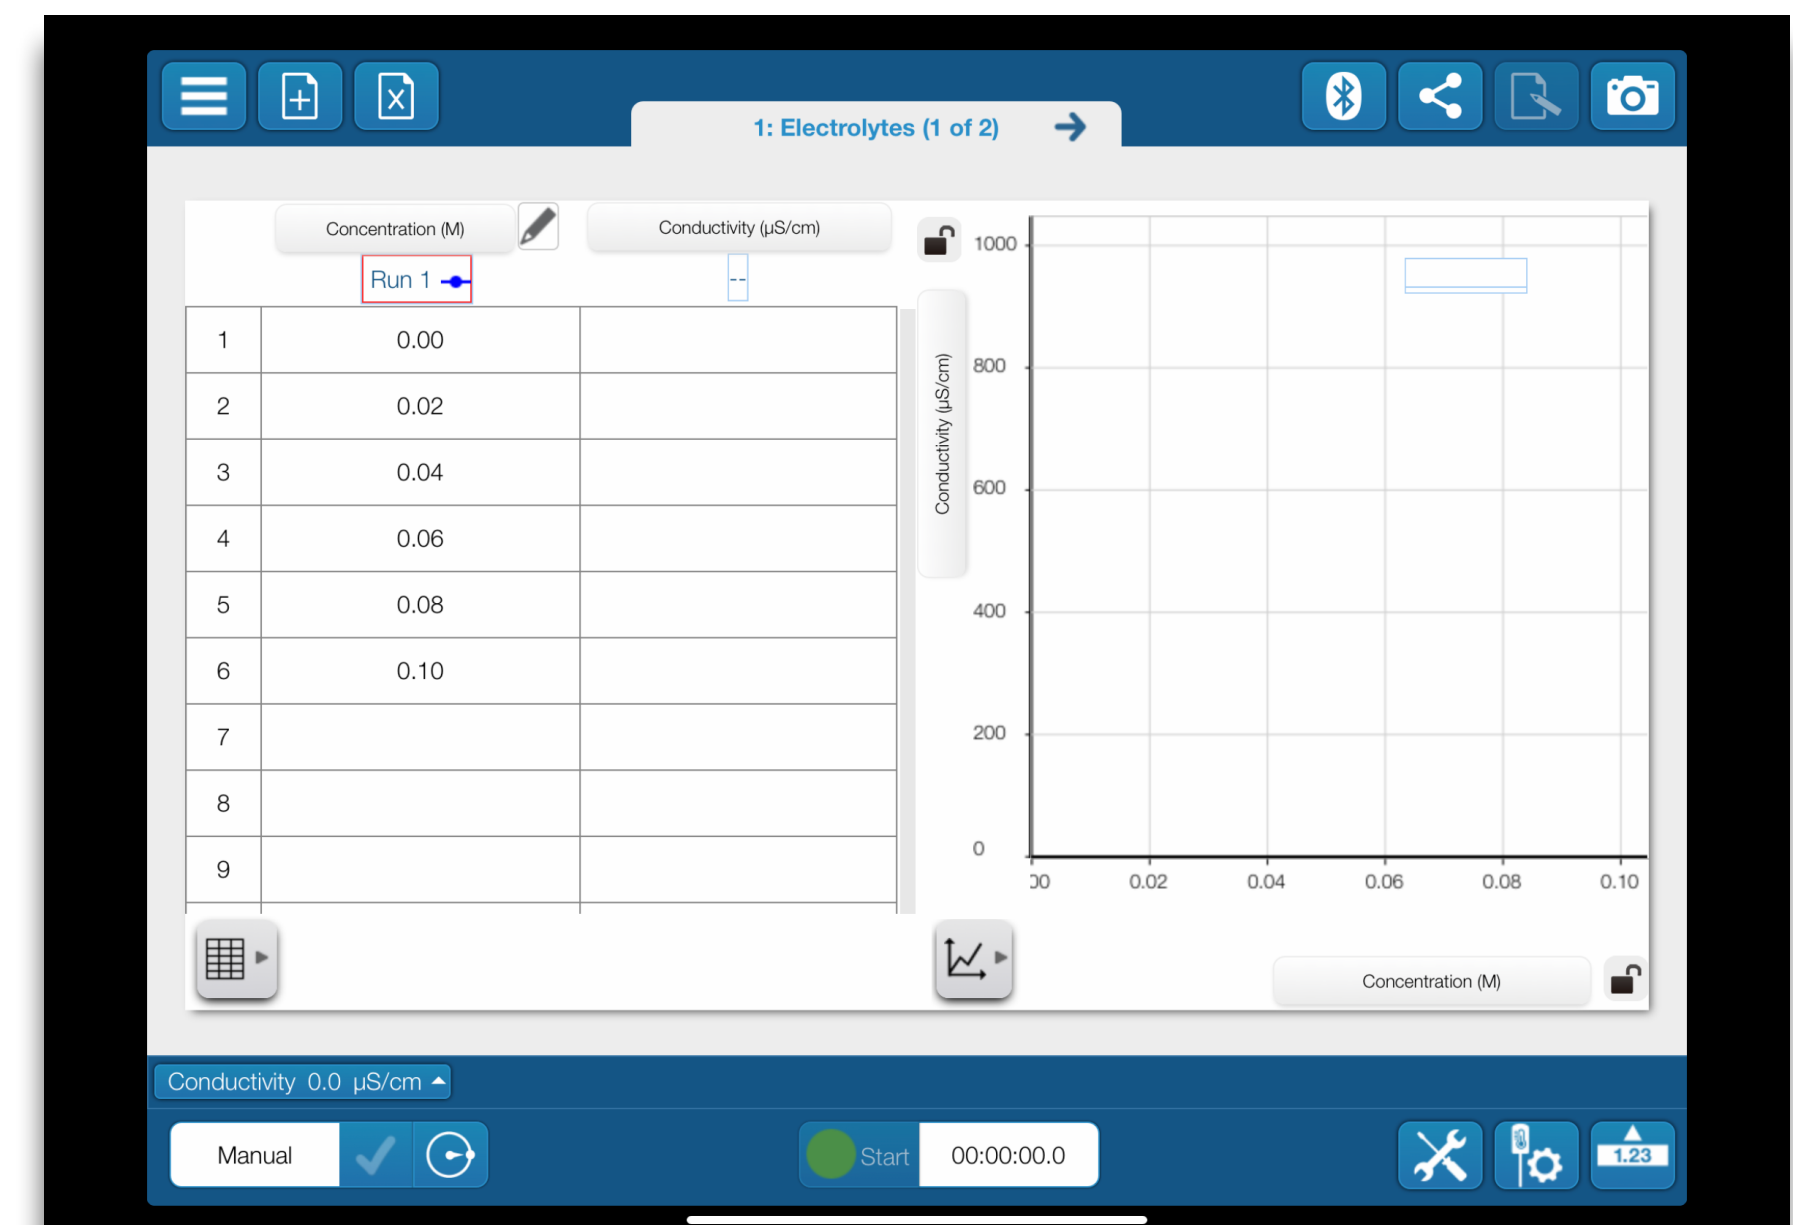 1: Electrolytes (1 of 2)
Concentration (M)
Conductivity (µS/cm)
Run 1
--
1 0.00
2 0.02
3 0.04
4 0.06
5 0.08
6 0.10
7
8
9
Conductivity (µS/cm)
1000
800
600
400
200
0
00 0.02 0.04 0.06 0.08 0.10
Concentration (M)
Conductivity 0.0 µS/cm
Manual
Start
00:00:00.0
1.23